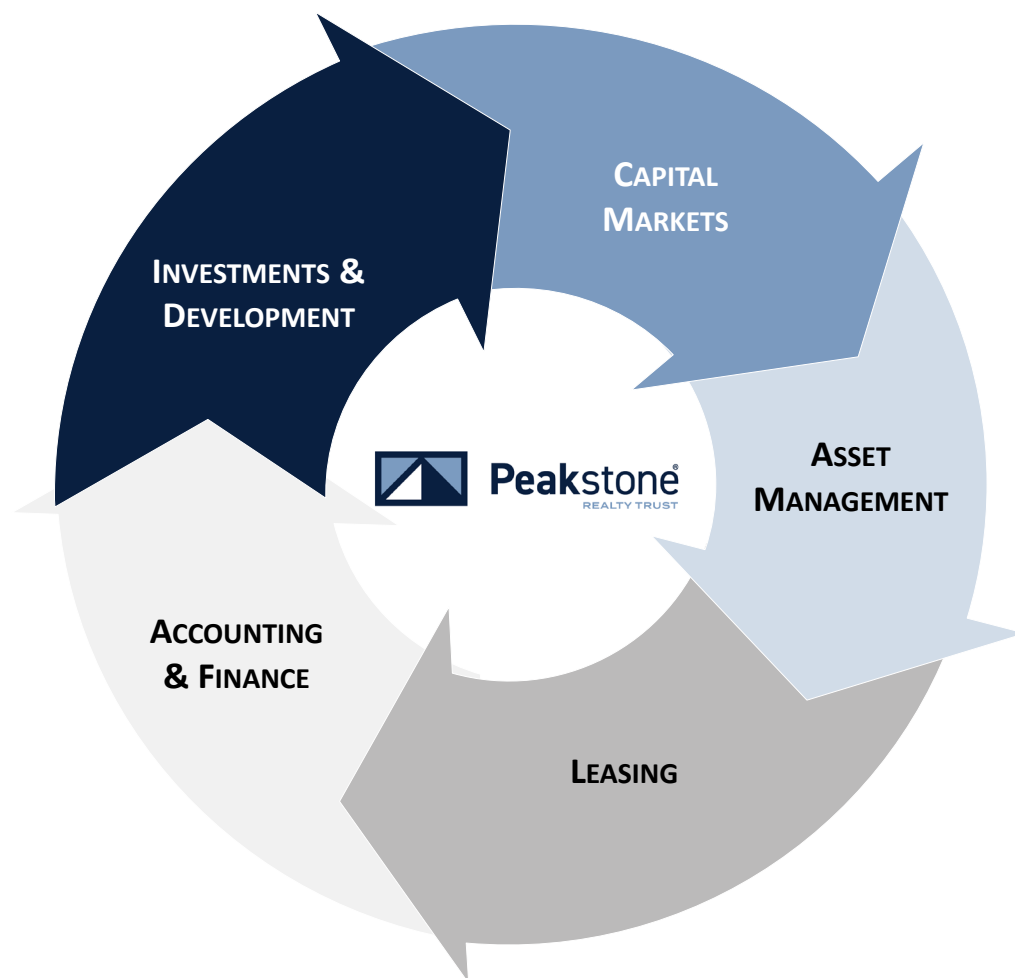 CAPITAL
MARKETS
INVESTMENTS &
DEVELOPMENT
ASSET
MANAGEMENT
Peakstone®
REALTY TRUST
ACCOUNTING
& FINANCE
LEASING